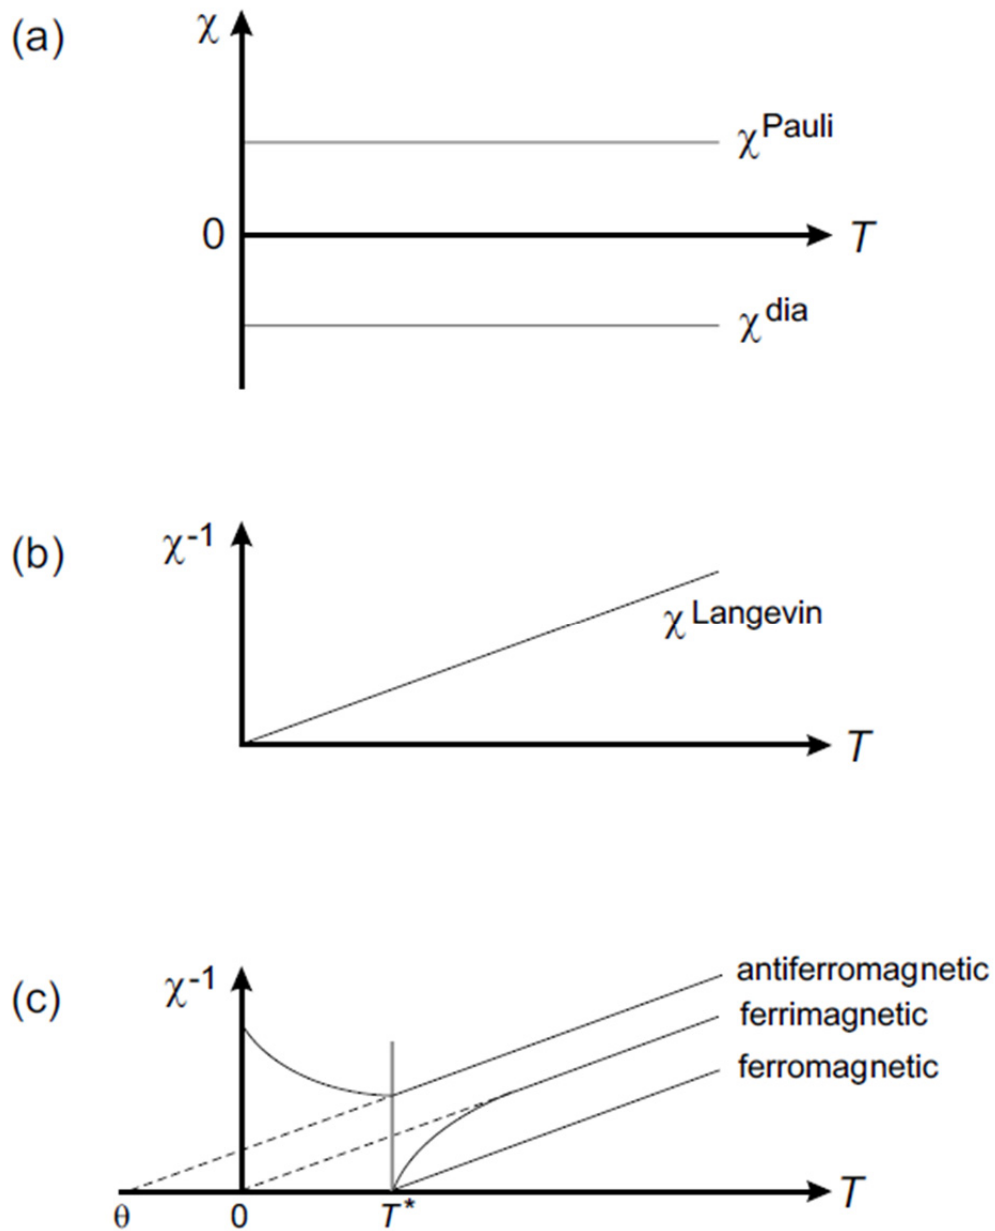 (a)
χ
χPauli
0
T
χdia
(b)
χ-1
χLangevin
T
(c)
χ-1
antiferromagnetic
ferrimagnetic
ferromagnetic
θ
0
T*
T